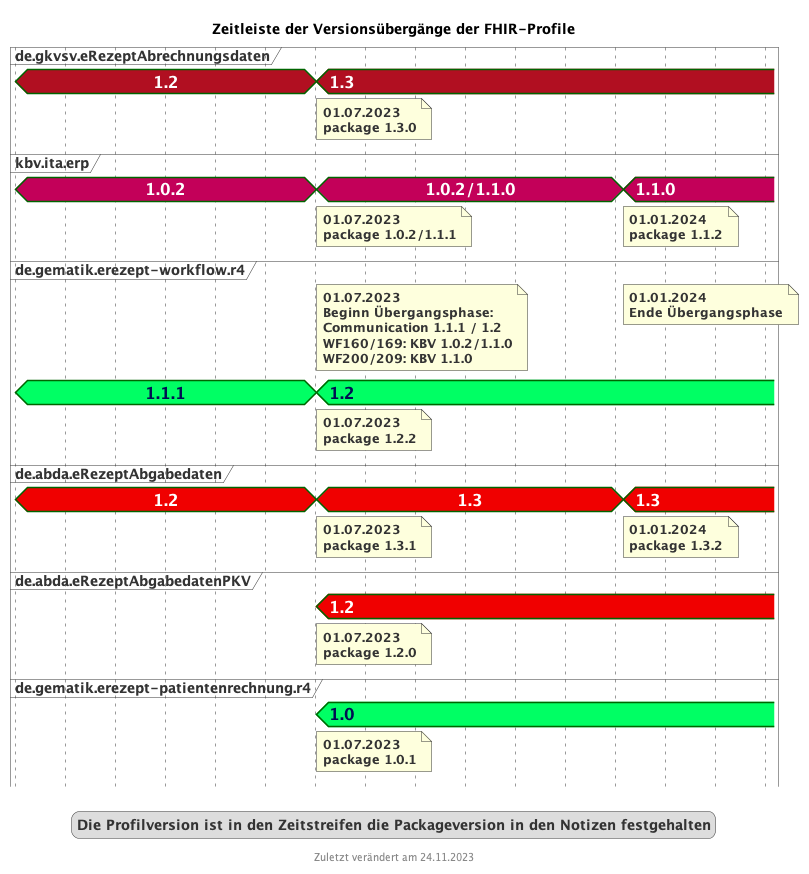 Zeitleiste der Versionsübergänge der FHIR-Profile
de.gkvsv.eRezeptAbrechnungsdaten
1.2
1.3
01.07.2023
package 1.3.0
kbv.ita.erp
1.0.2
1.0.2/1.1.0
1.1.0
01.07.2023
package 1.0.2/1.1.1
01.01.2024
package 1.1.2
de.gematik.erezept-workflow.r4
01.07.2023
Beginn Übergangsphase:
Communication 1.1.1 / 1.2
WF160/169: KBV 1.0.2/1.1.0
WF200/209: KBV 1.1.0
01.01.2024
Ende Übergangsphase
1.1.1
1.2
01.07.2023
package 1.2.2
de.abda.eRezeptAbgabedaten
1.2
1.3
1.3
01.07.2023
package 1.3.1
01.01.2024
package 1.3.2
de.abda.eRezeptAbgabedatenPKV
1.2
01.07.2023
package 1.2.0
de.gematik.erezept-patientenrechnung.r4
1.0
01.07.2023
package 1.0.1
Die Profilversion ist in den Zeitstreifen die Packageversion in den Notizen festgehalten
Zuletzt verändert am 24.11.2023